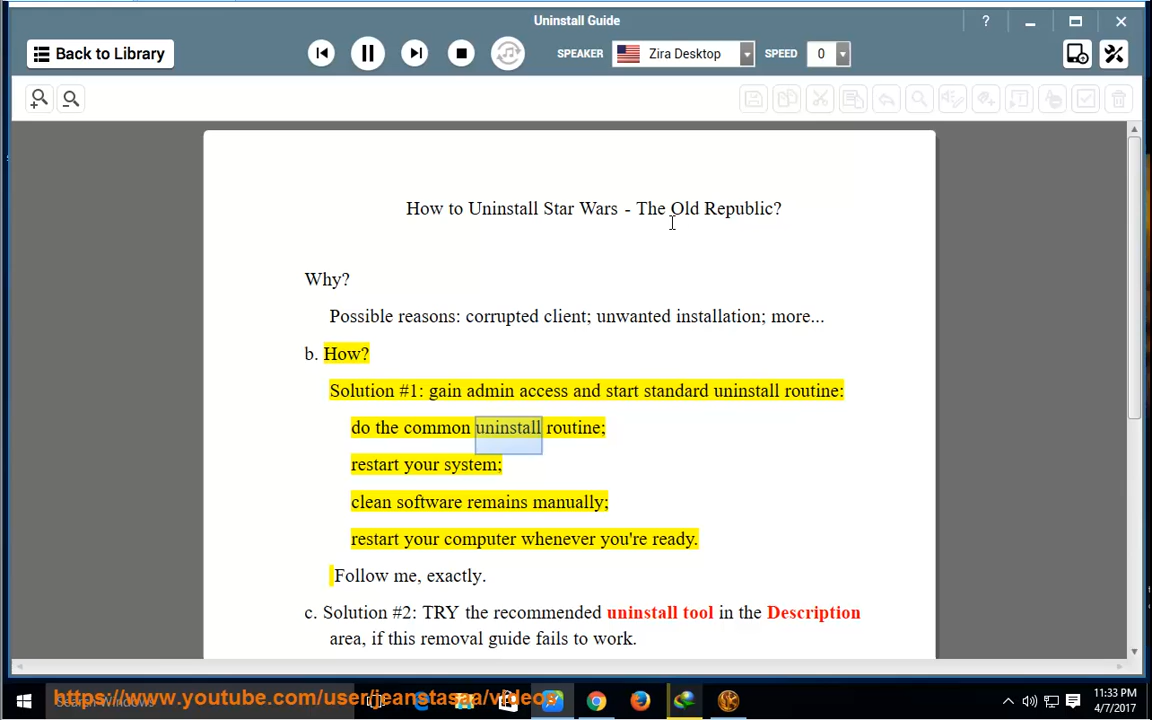 Uninstall Guide
?
Back to Library
SPEAKER
Zira Desktop
SPEED
0
How to Uninstall Star Wars - The Old Republic?
Why?
Possible reasons: corrupted client; unwanted installation; more...
b. How?
Solution #1: gain admin access and start standard uninstall routine:
do the common uninstall routine;
restart your system;
clean software remains manually;
restart your computer whenever you're ready.
Follow me, exactly.
c. Solution #2: TRY the recommended uninstall tool in the Description
area, if this removal guide fails to work.
Search Windows
https://www.youtube.com/user/jeanstasaa/videos
11:33 PM
4/7/2017